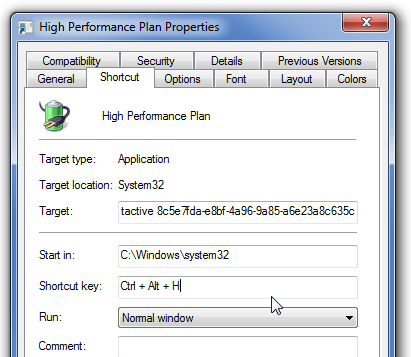 High Performance Plan Properties
Compatibility Security Details Previous Versions
General Shortcut Options Font Layout Colors
High Performance Plan
Target type: Application
Target location: System32
Target: tactive 8c5e7fda-e8bf-4a96-9a85-a6e23a8c635c
Start in: C:\Windows\system32
Shortcut key: Ctrl + Alt + H
Run: Normal window
Comment: